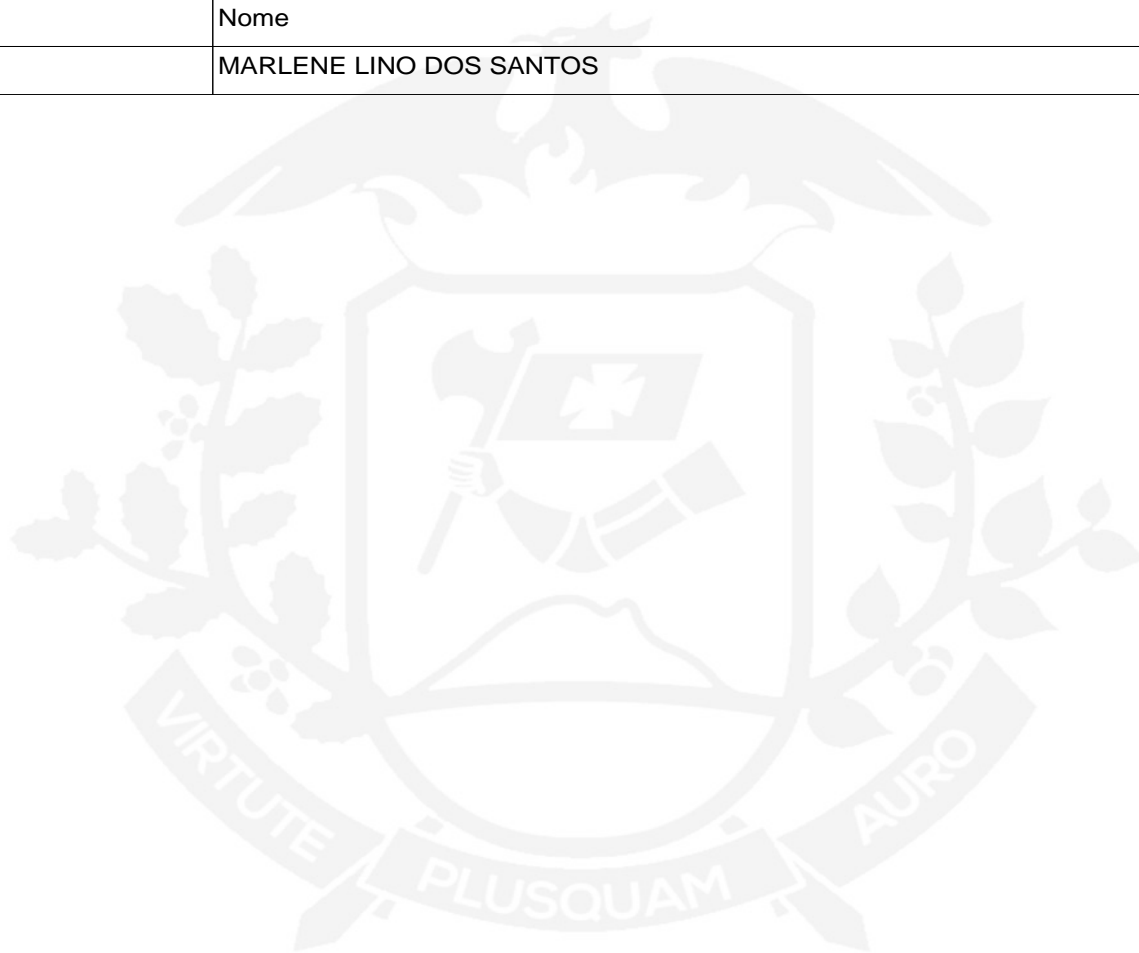 Nome
MARLENE LINO DOS SANTOS
VIRTUTE
PLUSQUAM
AURO